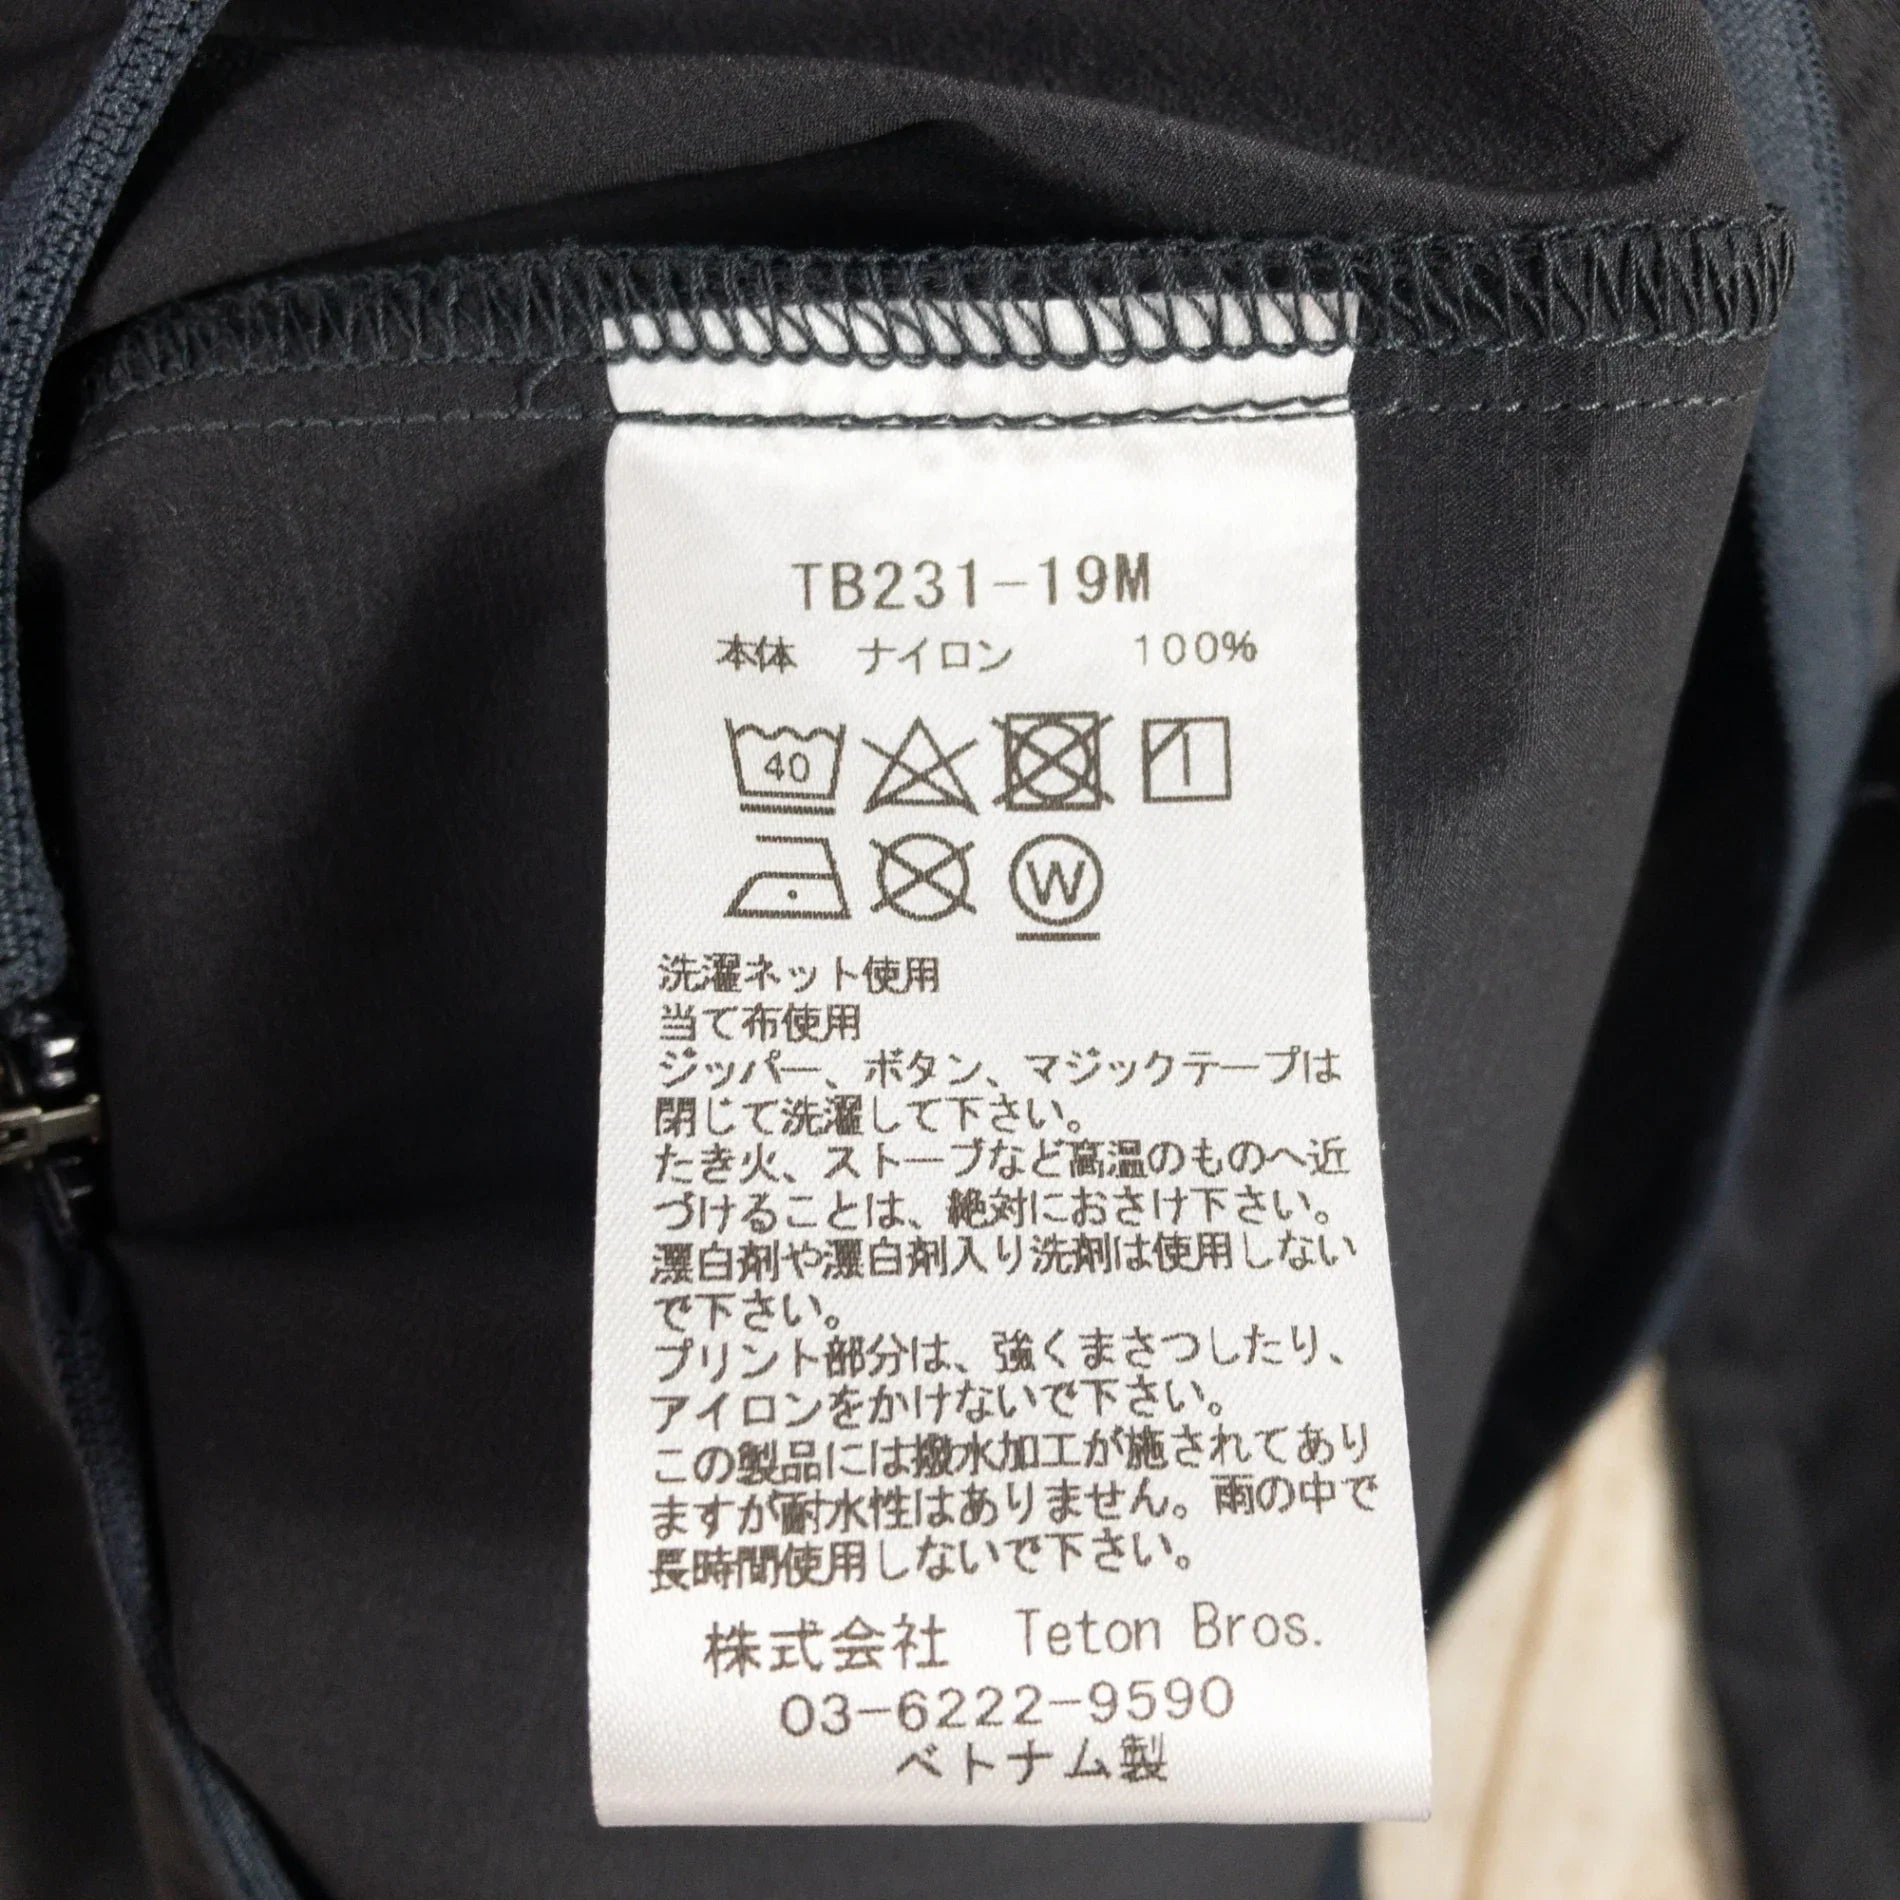 TB231-19M
本体 ナイロン 100%
40
W
洗濯ネット使用
当て布使用
ジッパー、ボタン、マジックテープは
閉じて洗濯して下さい。
たき火、ストーブなど高温のものへ近
づけることは、絶対におさけ下さい。
漂白剤や漂白剤入り洗剤は使用しない
で下さい。
プリント部分は、強くまさつしたり、
アイロンをかけないで下さい。
この製品には撥水加工が施されてあり
ますが耐水性はありません。雨の中で
長時間使用しないで下さい。
株式会社 Teton Bros.
03-6222-9590
ベトナム製